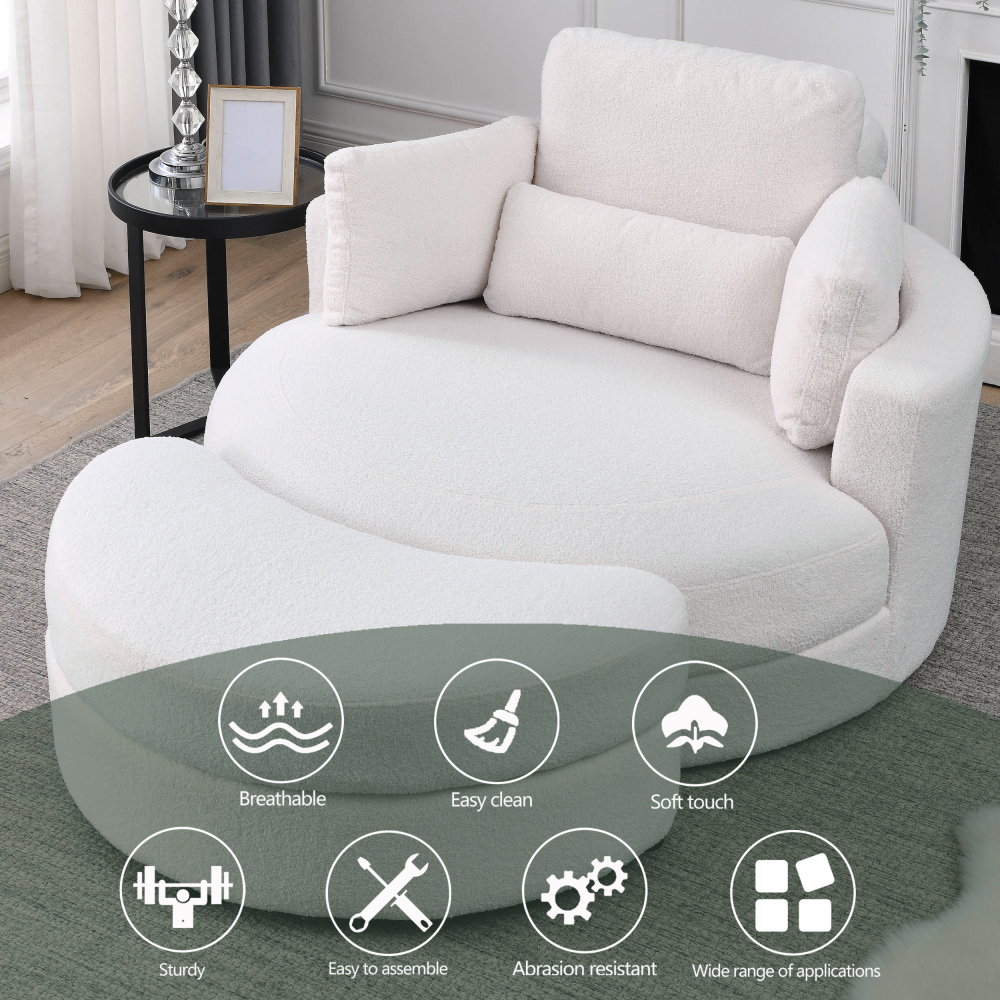 Breathable
Easy clean
Soft touch
Sturdy
Easy to assemble
Abrasion resistant
Wide range of applications